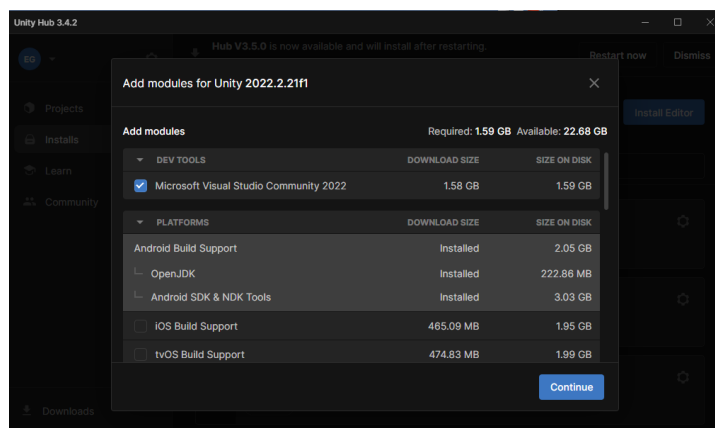 Unity Hub 3.4.2
EG
Hub V3.5.0 is now available and will install after restarting.
Restart now Dismiss
Projects
Installs
Learn
Community
Downloads
Install Editor
Add modules for Unity 2022.2.21f1
Add modules Required: 1.59 GB Available: 22.68 GB
DEV TOOLS DOWNLOAD SIZE SIZE ON DISK
Microsoft Visual Studio Community 2022 1.58 GB 1.59 GB
PLATFORMS DOWNLOAD SIZE SIZE ON DISK
Android Build Support Installed 2.05 GB
OpenJDK Installed 222.86 MB
Android SDK & NDK Tools Installed 3.03 GB
iOS Build Support 465.09 MB 1.95 GB
tvOS Build Support 474.83 MB 1.99 GB
Continue